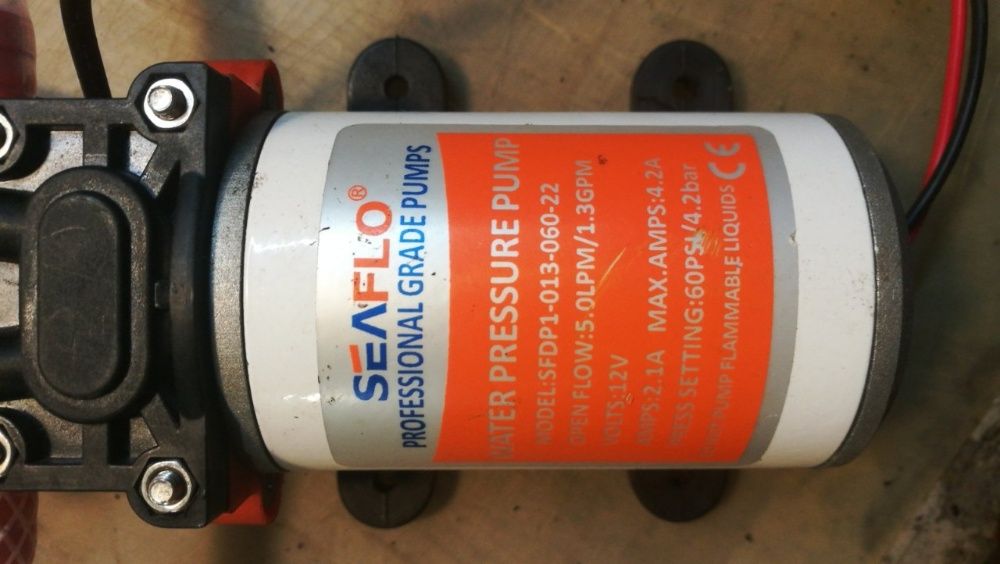 SEAFLO®
PROFESSIONAL GRADE PUMPS
WATER PRESSURE PUMP
MODEL:SFDP1-013-060-22
OPEN FLOW:5.0LPM/1.3GPM
VOLTS:12V
AMPS:2.1A MAX.AMPS:4.2A
PRESS SETTING:60PSI/4.2bar
PUMP FLAMMABLE LIQUIDS CE